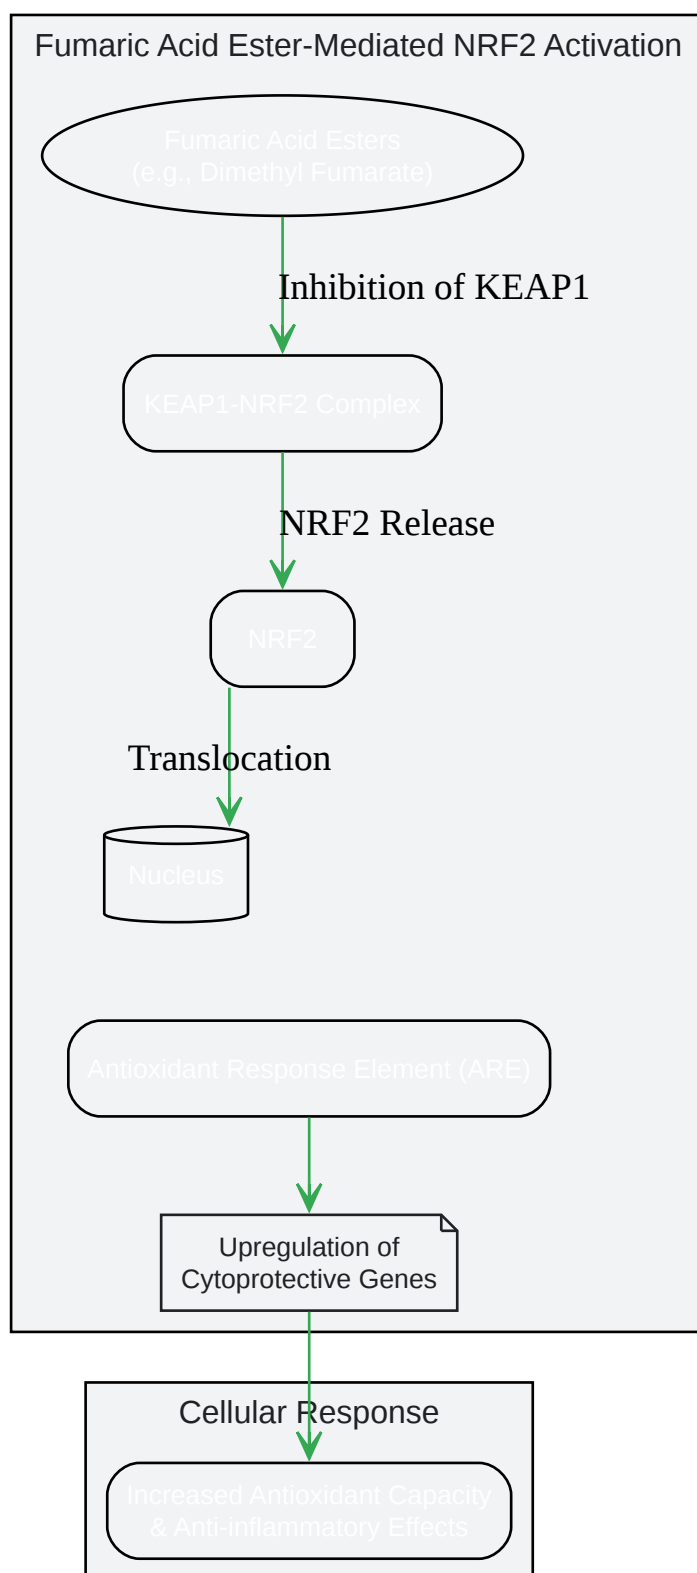 Fumaric Acid Ester-Mediated NRF2 Activation
Fumaric Acid Esters
(e.g., Dimethyl Fumarate)
Inhibition of KEAP1
KEAP1-NRF2 Complex
NRF2 Release
NRF2
Translocation
Nucleus
Antioxidant Response Element (ARE)
Upregulation of
Cytoprotective Genes
Cellular Response
Increased Antioxidant Capacity
& Anti-inflammatory Effects